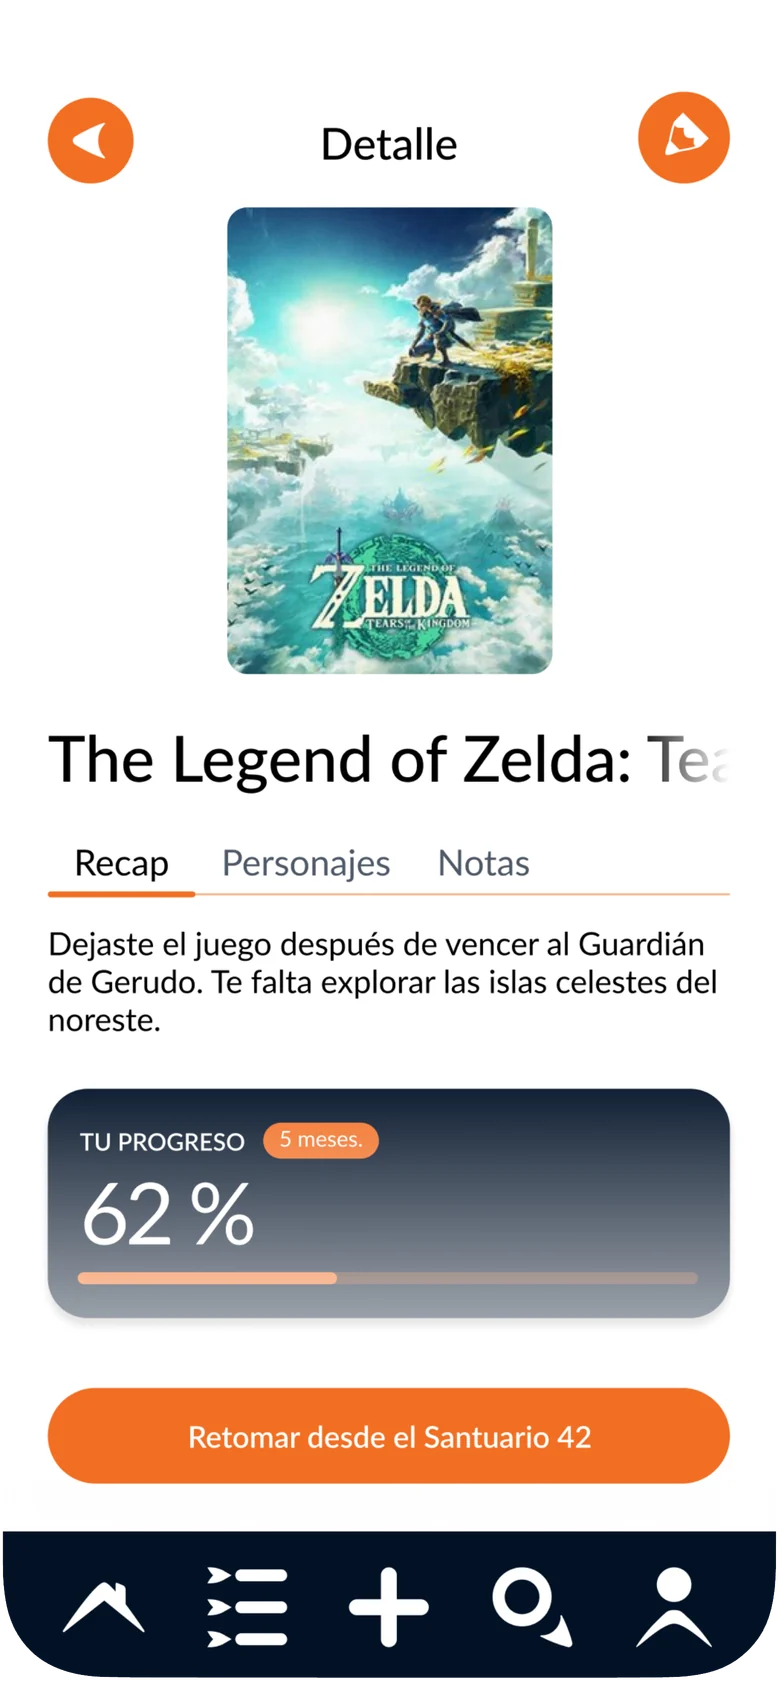 Detalle
THE LEGEND OF
ZELDA
TEARS OF THE KINGDOM
The Legend of Zelda: Tea
Recap Personajes Notas
Dejaste el juego después de vencer al Guardián
de Gerudo. Te falta explorar las islas celestes del
noreste.
TU PROGRESO 5 meses.
62 %
Retomar desde el Santuario 42